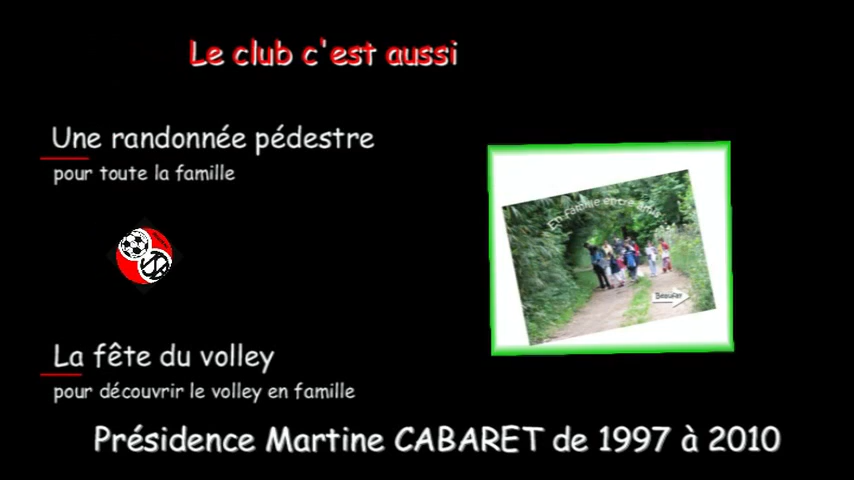 Le club c'est aussi
Une randonnée pédestre
pour toute la famille
En famille entre amis
La fête du volley
pour découvrir le volley en famille
Présidence Martine CABARET de 1997 à 2010